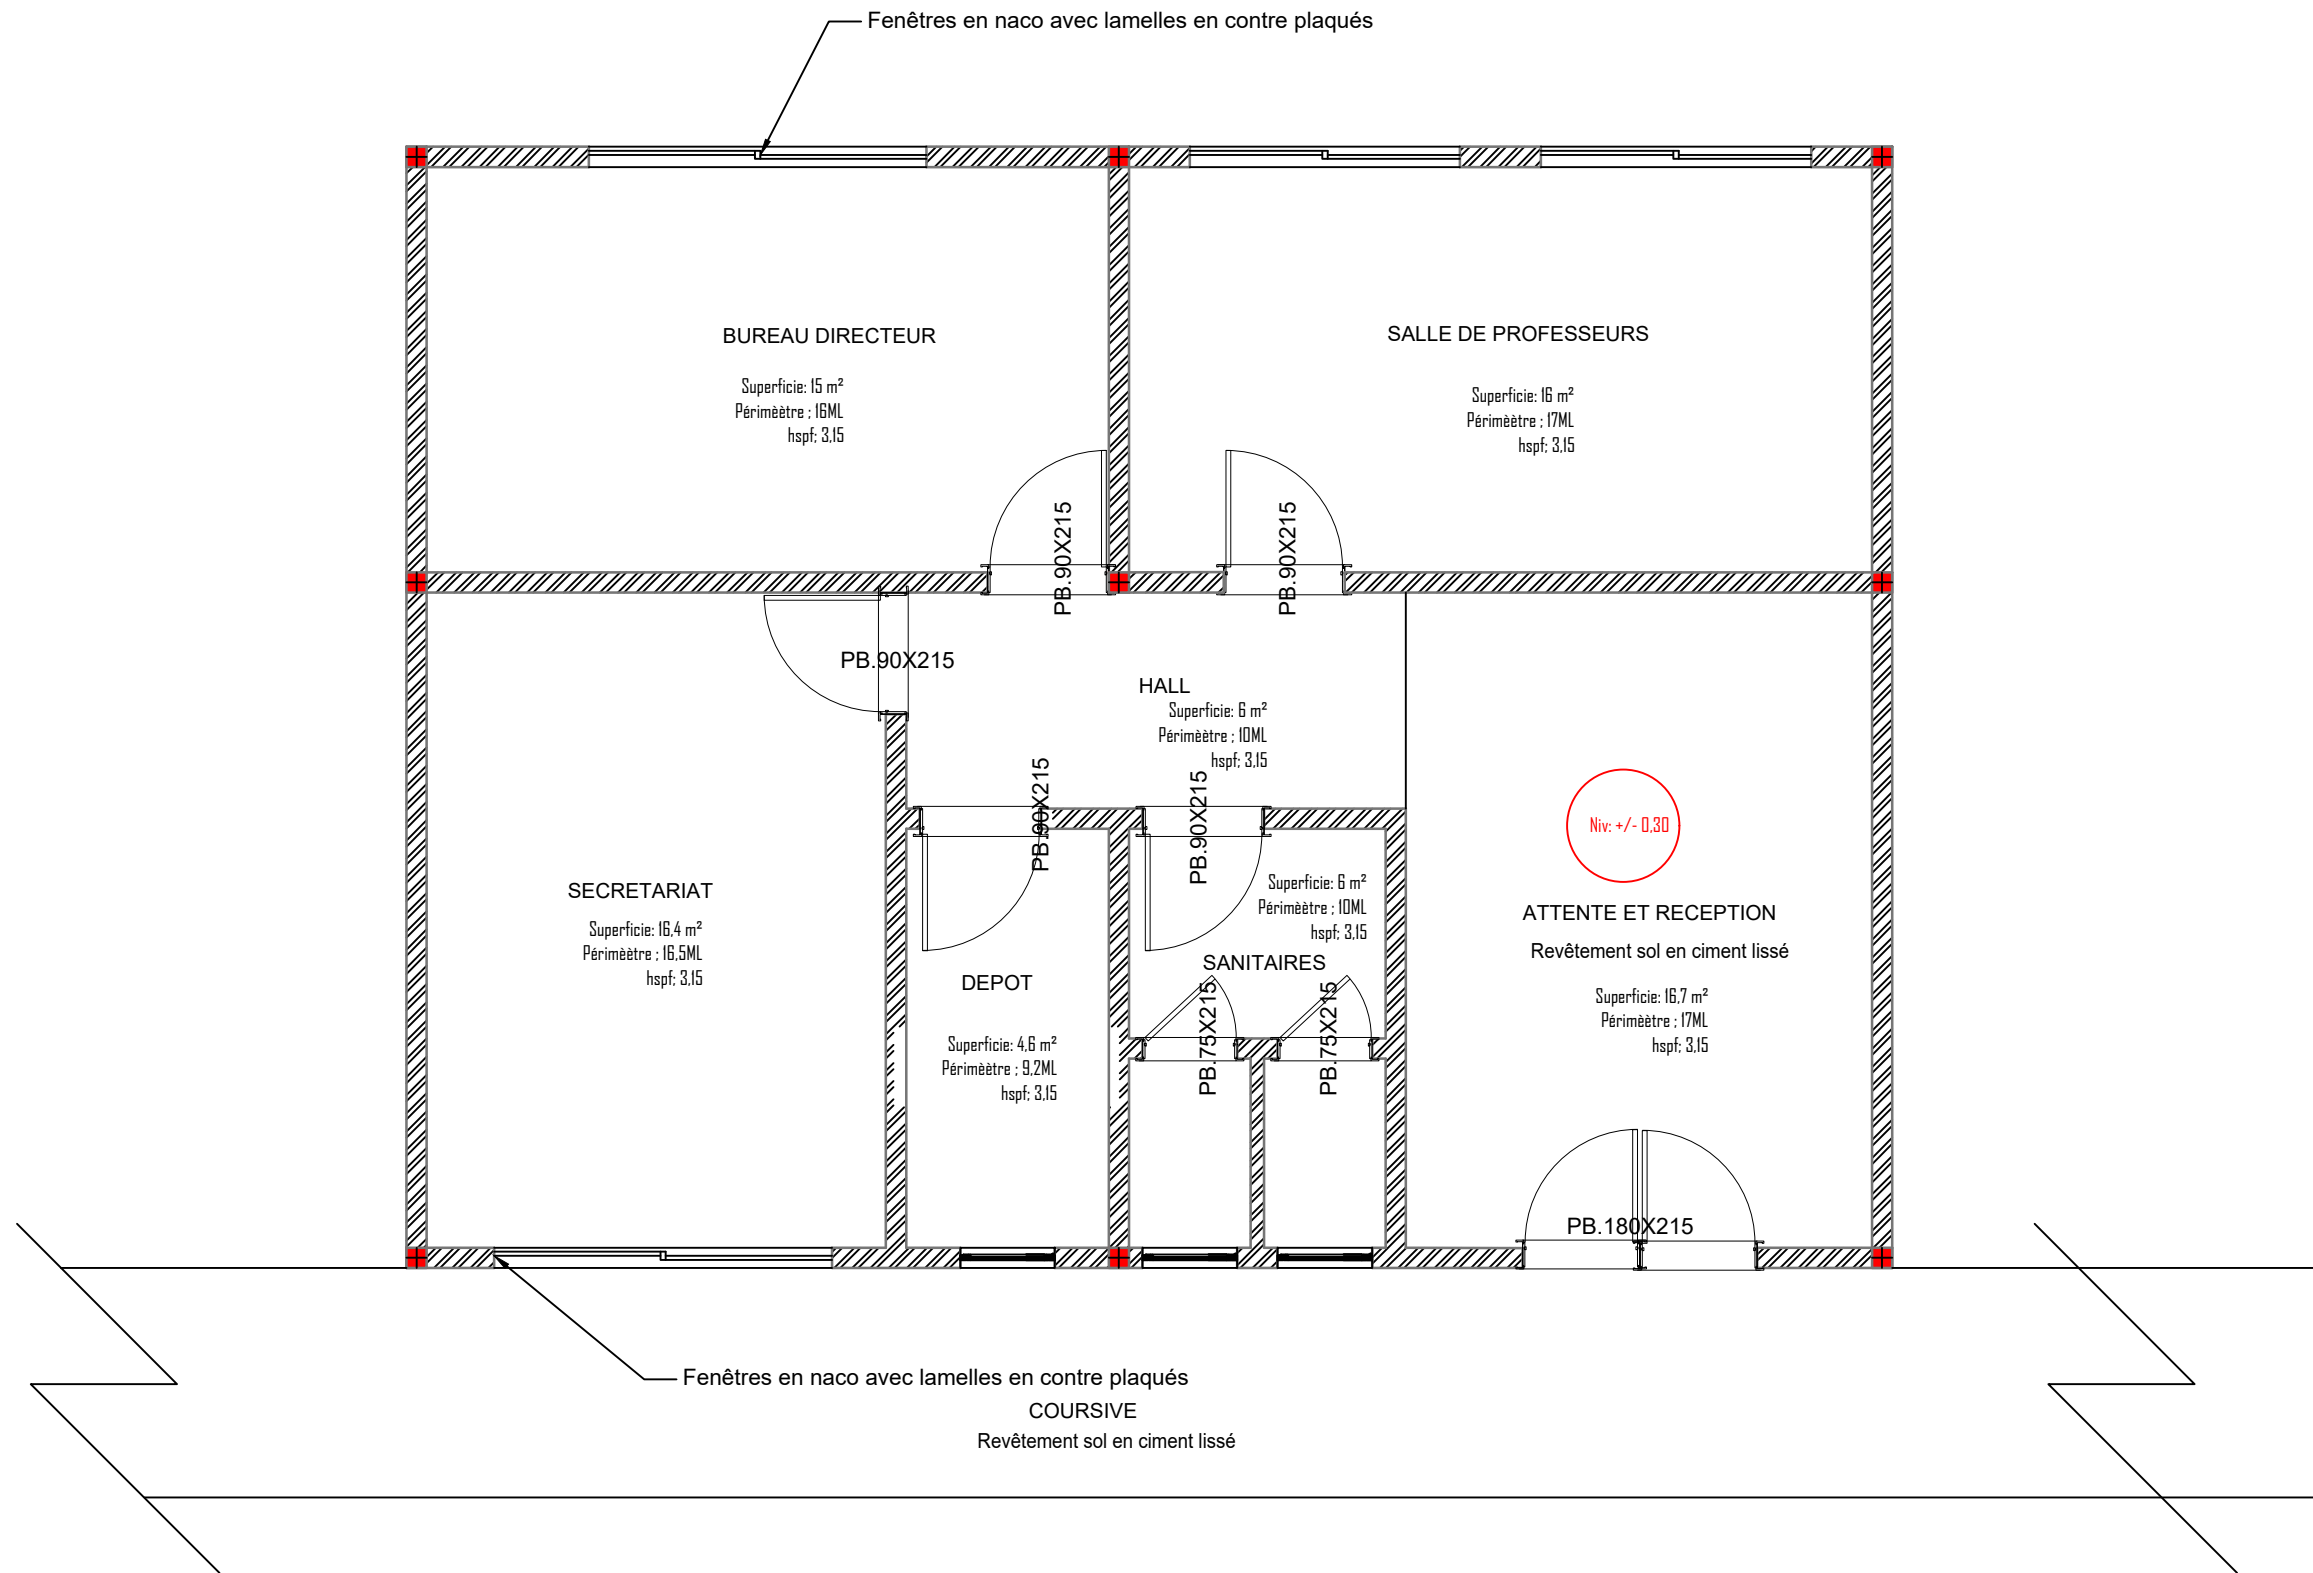 Fenêtres en naco avec lamelles en contre plaqués
BUREAU DIRECTEUR
Superficie: 15 m²
Périmèètre ; 16ML
hspf; 3,15
SALLE DE PROFESSEURS
Superficie: 16 m²
Périmèètre ; 17ML
hspf; 3,15
PB.90X215
PB.90X215
PB.90X215
HALL
Superficie: 6 m²
Périmèètre ; 10ML
hspf; 3,15
PB.90X215
PB.90X215
Niv: +/- 0,30
SECRETARIAT
Superficie: 16,4 m²
Périmèètre ; 16,5ML
hspf; 3,15
Superficie: 6 m²
Périmèètre ; 10ML
hspf; 3,15
SANITAIRES
ATTENTE ET RECEPTION
Revêtement sol en ciment lissé
Superficie: 16,7 m²
Périmèètre ; 17ML
hspf; 3,15
DEPOT
Superficie: 4,6 m²
Périmèètre ; 9,2ML
hspf; 3,15
PB.75X215
PB.75X215
PB.180X215
Fenêtres en naco avec lamelles en contre plaqués
COURSIVE
Revêtement sol en ciment lissé